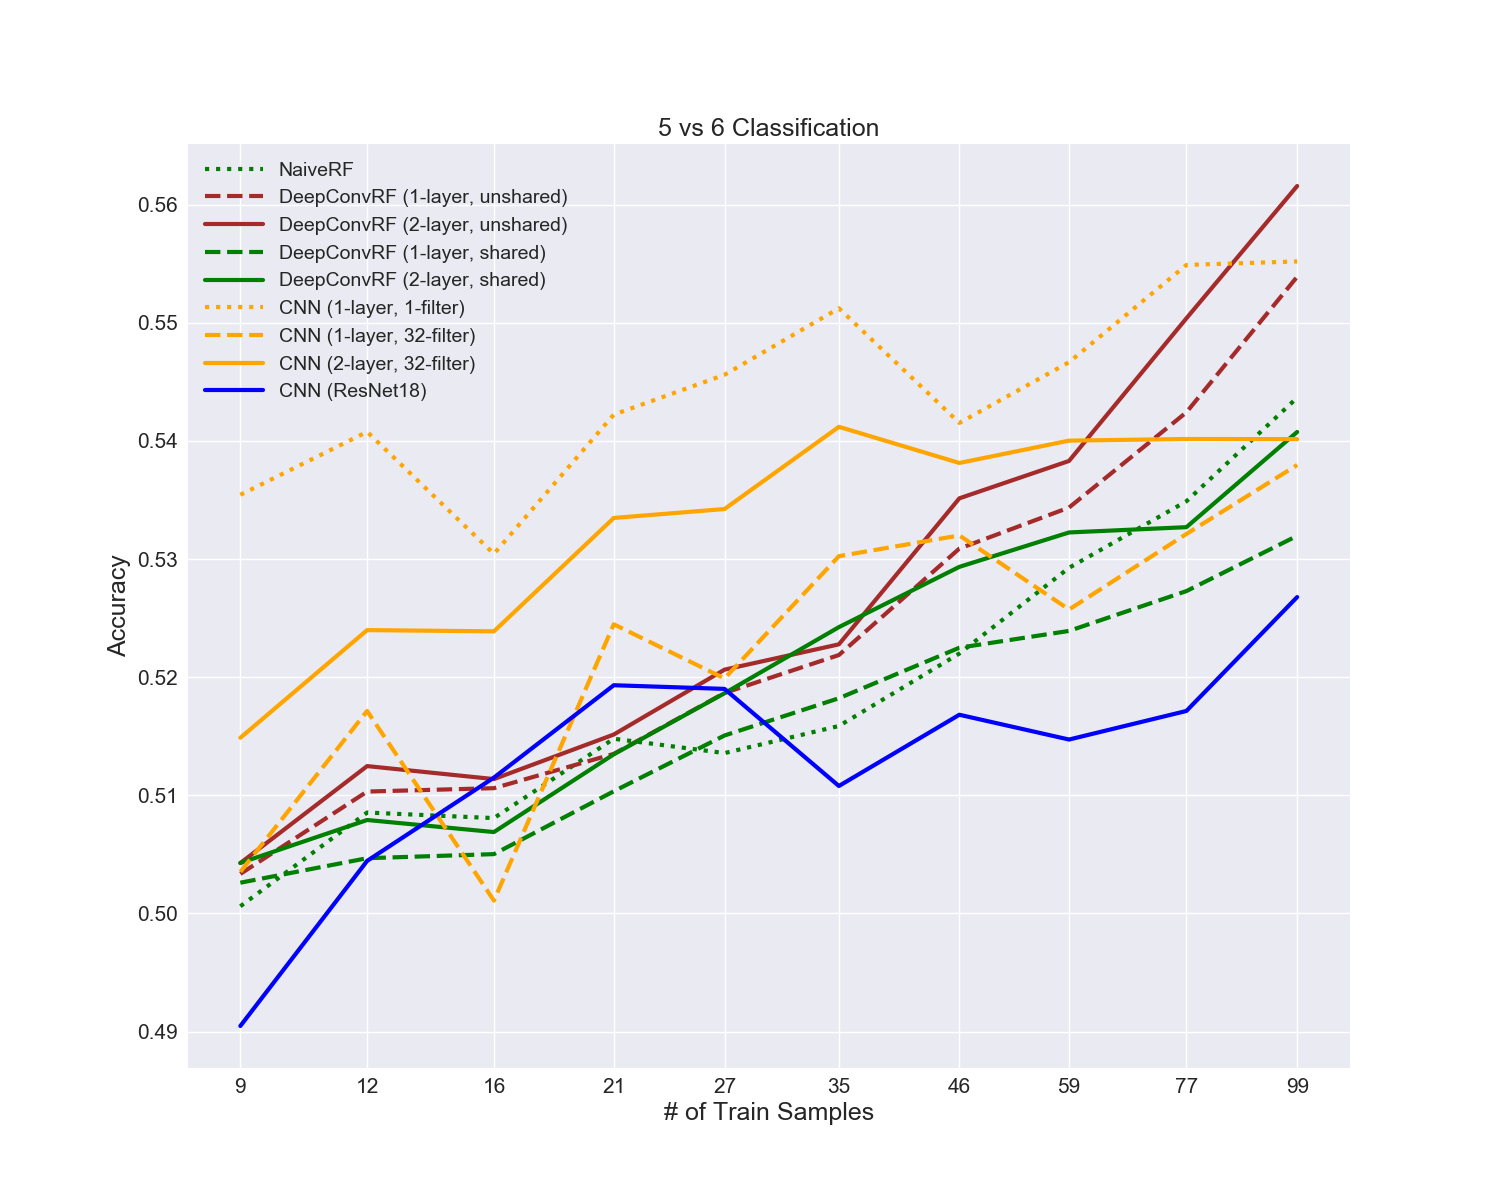 5 vs 6 Classification
NaiveRF
DeepConvRF (1-layer, unshared)
DeepConvRF (2-layer, unshared)
DeepConvRF (1-layer, shared)
DeepConvRF (2-layer, shared)
CNN (1-layer, 1-filter)
CNN (1-layer, 32-filter)
CNN (2-layer, 32-filter)
CNN (ResNet18)
0.56
0.55
0.54
0.53
0.52
0.51
0.50
0.49
Accuracy
9 12 16 21 27 35 46 59 77 99
# of Train Samples